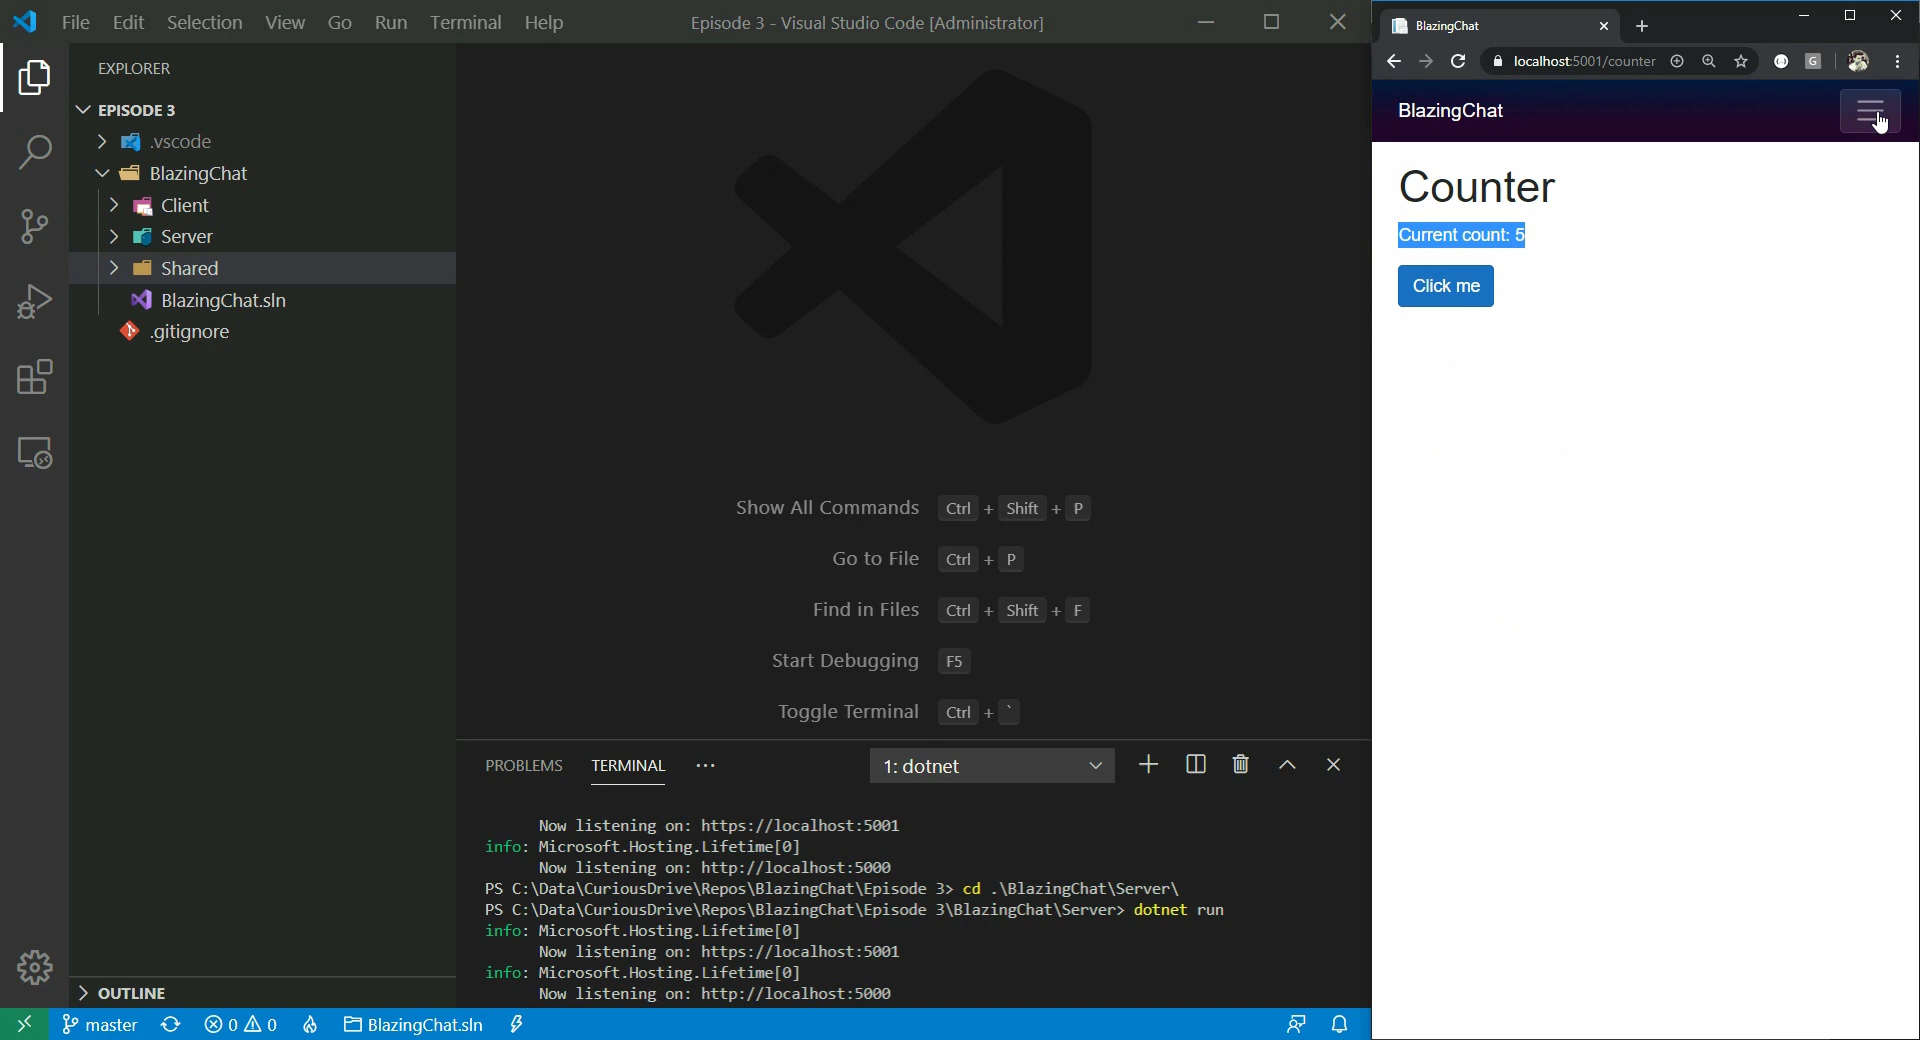 File Edit Selection View Go Run Terminal Help
Episode 3 - Visual Studio Code [Administrator]
EXPLORER
EPISODE 3
.vscode
BlazingChat
Client
Server
Shared
BlazingChat.sln
.gitignore
OUTLINE
Show All Commands Ctrl + Shift + P
Go to File Ctrl + P
Find in Files Ctrl + Shift + F
Start Debugging F5
Toggle Terminal Ctrl + `
PROBLEMS TERMINAL ... 1: dotnet
Now listening on: https://localhost:5001
info: Microsoft.Hosting.Lifetime[0]
Now listening on: http://localhost:5000
PS C:\Data\CuriousDrive\Repos\BlazingChat\Episode 3> cd .\BlazingChat\Server\
PS C:\Data\CuriousDrive\Repos\BlazingChat\Episode 3\BlazingChat\Server> dotnet run
info: Microsoft.Hosting.Lifetime[0]
Now listening on: https://localhost:5001
info: Microsoft.Hosting.Lifetime[0]
Now listening on: http://localhost:5000
master 0 0 BlazingChat.sln
BlazingChat
localhost:5001/counter G
BlazingChat
Counter
Current count: 5
Click me